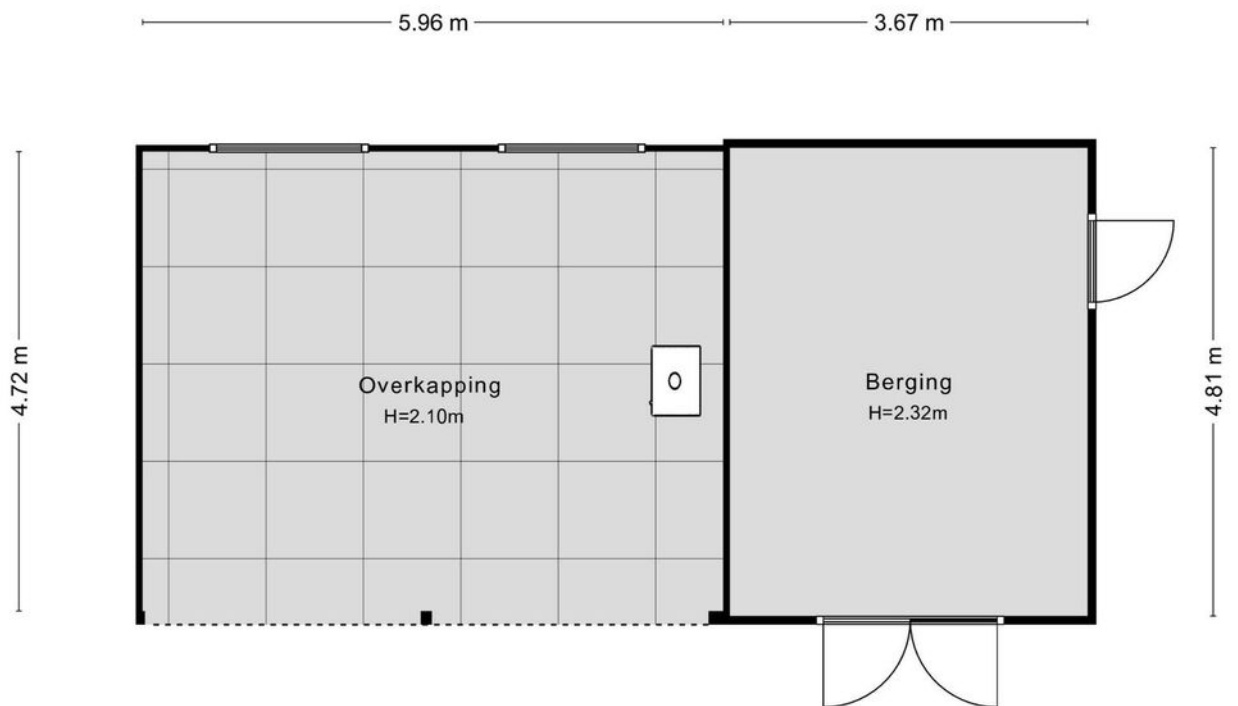 5.96 m
3.67 m
4.72 m
Overkapping
H=2.10m
Berging
H=2.32m
4.81 m